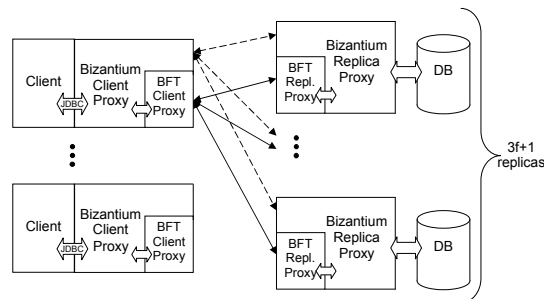 Client
JDBC
Bizantium
Client
Proxy
BFT
Client
Proxy
Bizantium
Replica
Proxy
BFT
Repl.
Proxy
DB
3f+1
replicas
Client
JDBC
Bizantium
Client
Proxy
BFT
Client
Proxy
Bizantium
Replica
Proxy
BFT
Repl.
Proxy
DB